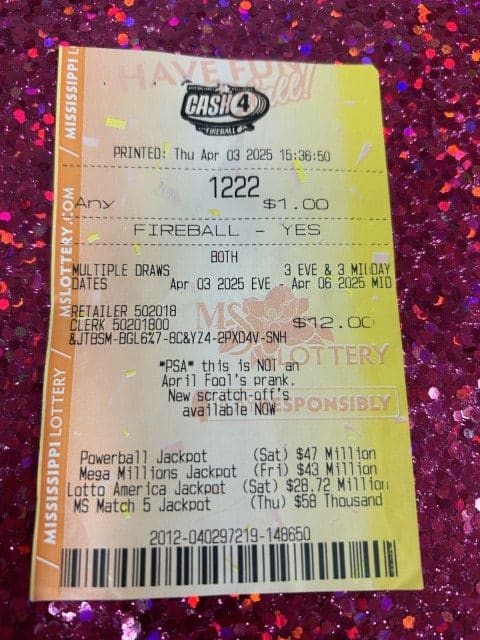 HAVE FUN
CASH 4
FIREBALL
PRINTED: Thu Apr 03 2025 15:36:50
1222
Any $1.00
FIREBALL - YES
BOTH
MULTIPLE DRAWS 3 EVE & 3 MIDDAY
DATES Apr 03 2025 EVE - Apr 06 2025 MID
RETAILER 502018
CLERK 50201800 $12.00
&JTBSM-BGL6%7-8C&YZ4-2PXD4V-SNH
MS LOTTERY
*PSA* this is NOT an
April Fool's prank.
New scratch-off's
available NOW
RESPONSIBLY
Powerball Jackpot (Sat) $47 Million
Mega Millions Jackpot (Fri) $43 Million
Lotto America Jackpot (Sat) $28.72 Million
MS Match 5 Jackpot (Thu) $58 Thousand
2012-040297219-148650
/ MISSISSIPPI LOTTERY / MSLOTTERY.COM / MISSISSIPPI L